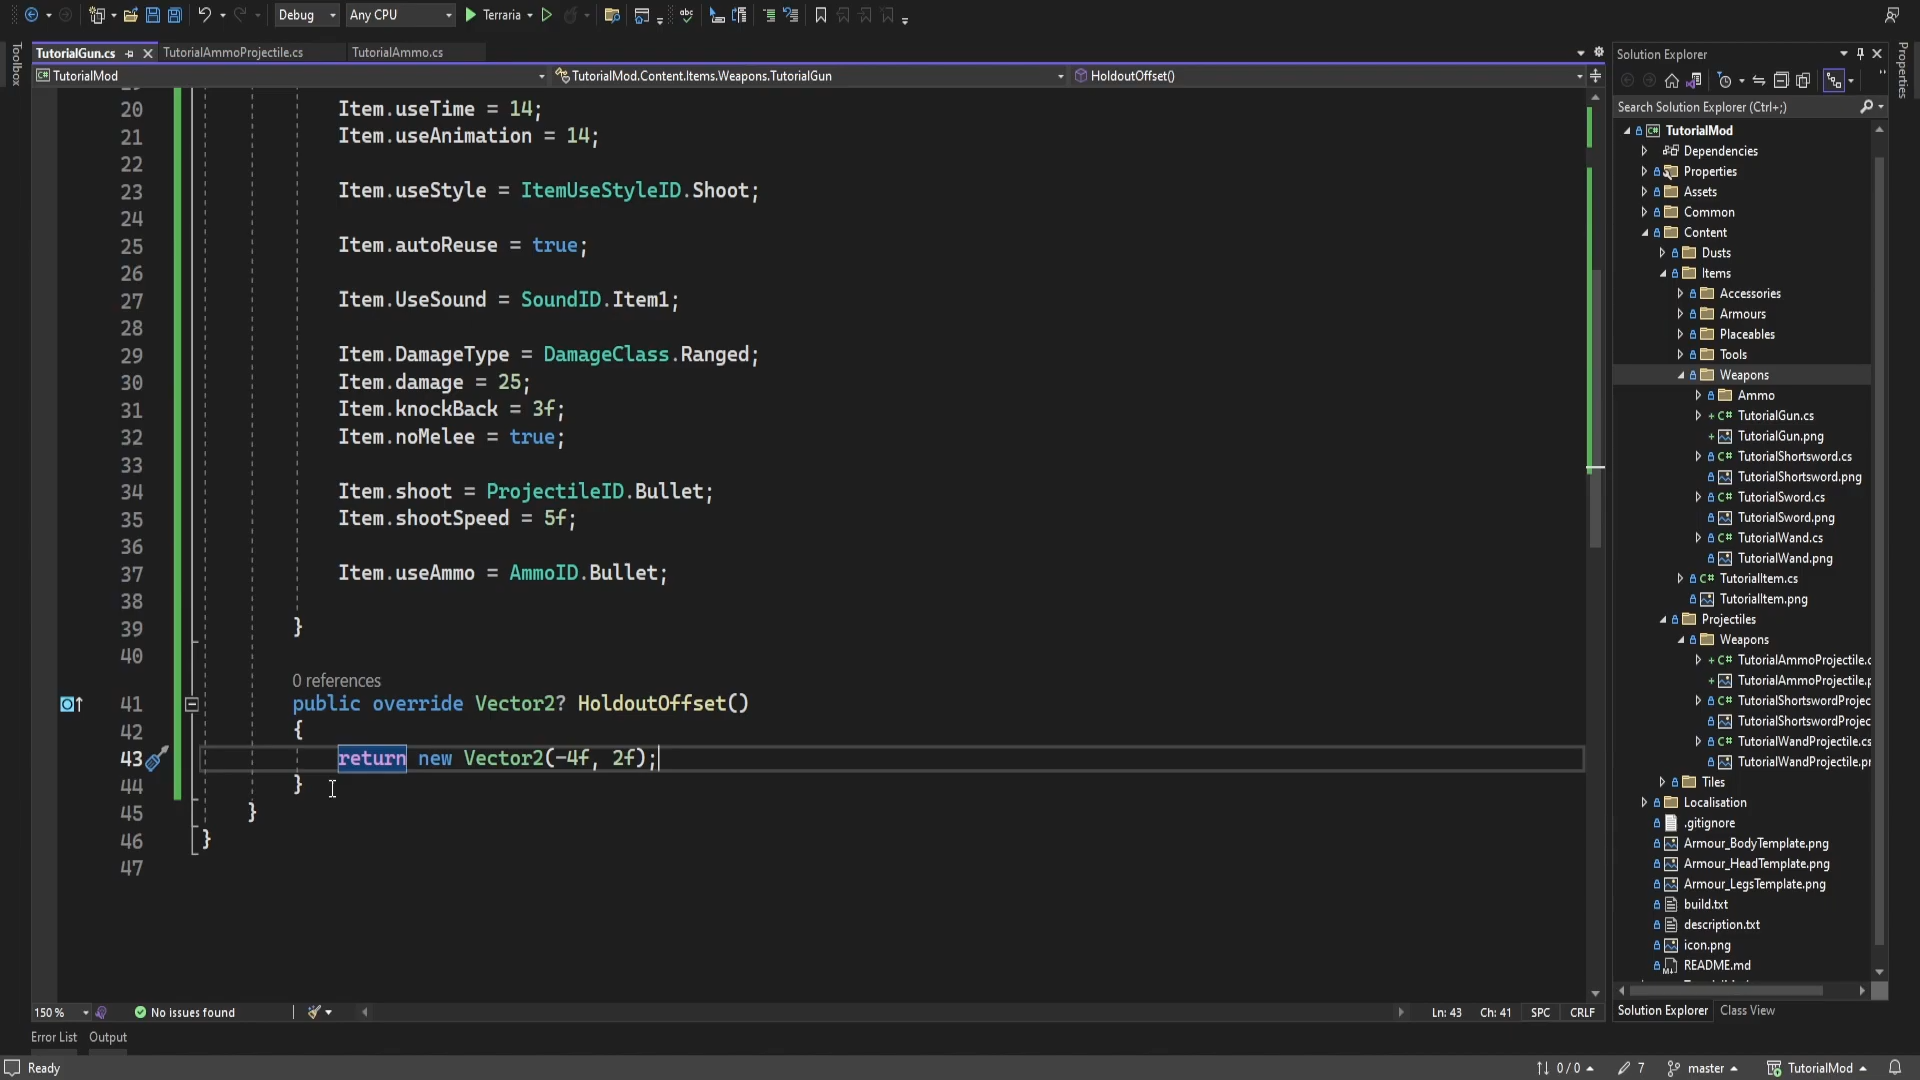 Debug
Any CPU
Terraria
TutorialGun.cs
TutorialAmmoProjectile.cs
TutorialAmmo.cs
TutorialMod
TutorialMod.Content.Items.Weapons.TutorialGun
HoldoutOffset()
Toolbox
20 Item.useTime = 14;
21 Item.useAnimation = 14;
22
23 Item.useStyle = ItemUseStyleID.Shoot;
24
25 Item.autoReuse = true;
26
27 Item.UseSound = SoundID.Item1;
28
29 Item.DamageType = DamageClass.Ranged;
30 Item.damage = 25;
31 Item.knockBack = 3f;
32 Item.noMelee = true;
33
34 Item.shoot = ProjectileID.Bullet;
35 Item.shootSpeed = 5f;
36
37 Item.useAmmo = AmmoID.Bullet;
38
39 }
40
0 references
41 public override Vector2? HoldoutOffset()
42 {
43 return new Vector2(-4f, 2f);
44 }
45 }
46 }
47
150 %
No issues found
Ln: 43
Ch: 41
SPC
CRLF
Error List
Output
Ready
0 / 0
7
master
TutorialMod
Solution Explorer
Properties
Search Solution Explorer (Ctrl+;)
TutorialMod
Dependencies
Properties
Assets
Common
Content
Dusts
Items
Accessories
Armours
Placeables
Tools
Weapons
Ammo
TutorialGun.cs
TutorialGun.png
TutorialShortsword.cs
TutorialShortsword.png
TutorialSword.cs
TutorialSword.png
TutorialWand.cs
TutorialWand.png
TutorialItem.cs
TutorialItem.png
Projectiles
Weapons
TutorialAmmoProjectile.c
TutorialAmmoProjectile.p
TutorialShortswordProjec
TutorialShortswordProjec
TutorialWandProjectile.cs
TutorialWandProjectile.pr
Tiles
Localisation
.gitignore
Armour_BodyTemplate.png
Armour_HeadTemplate.png
Armour_LegsTemplate.png
build.txt
description.txt
icon.png
README.md
Solution Explorer
Class View